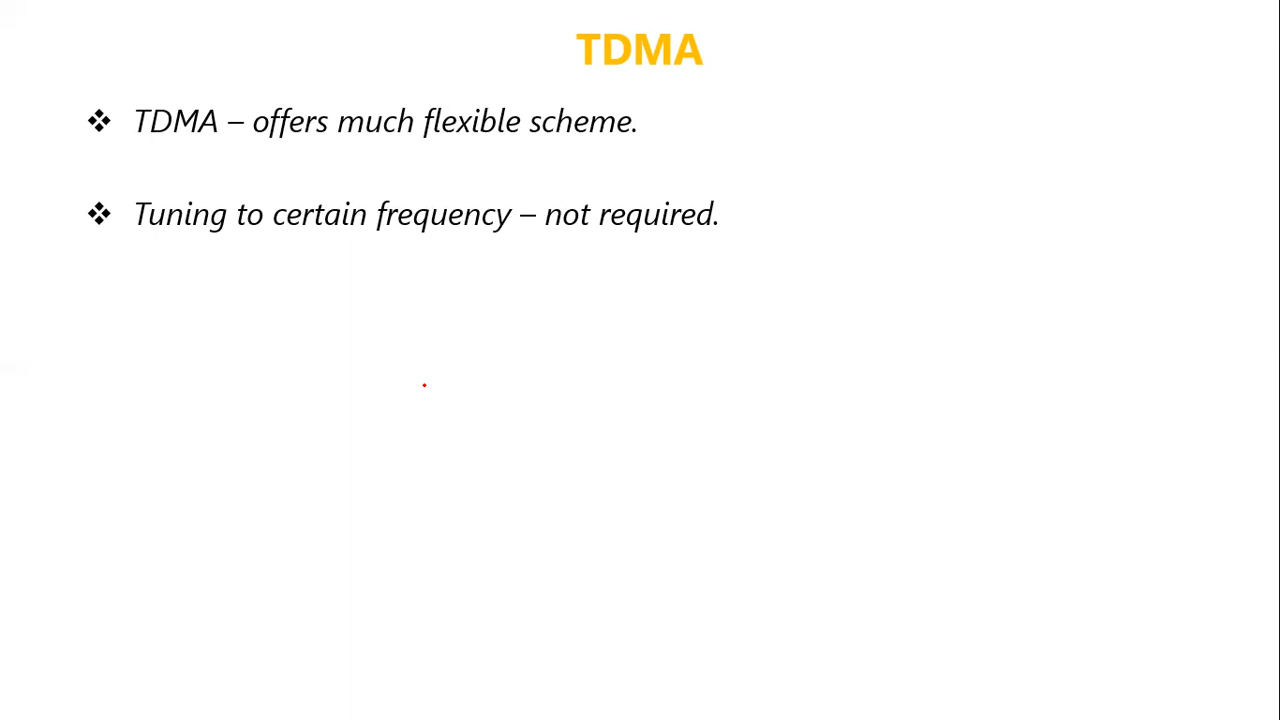 TDMA
❖ TDMA – offers much flexible scheme.
❖ Tuning to certain frequency – not required.